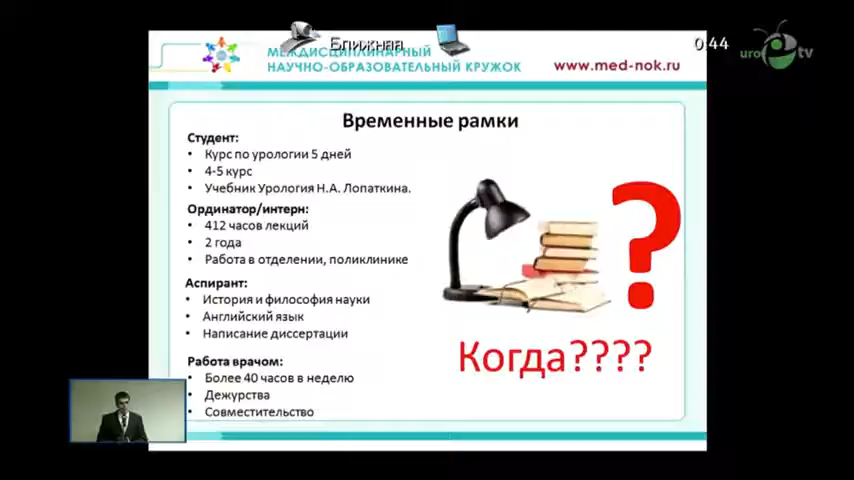 Ближняя
0:44
uro tv
МЕЖДИСЦИПЛИНАРНЫЙ
НАУЧНО-ОБРАЗОВАТЕЛЬНЫЙ КРУЖОК
www.med-nok.ru
Временные рамки
Студент:
• Курс по урологии 5 дней
• 4-5 курс
• Учебник Урология Н.А. Лопаткина.
Ординатор/интерн:
• 412 часов лекций
• 2 года
• Работа в отделении, поликлинике
Аспирант:
• История и философия науки
• Английский язык
• Написание диссертации
Работа врачом:
• Более 40 часов в неделю
• Дежурства
• Совместительство
?
Когда????